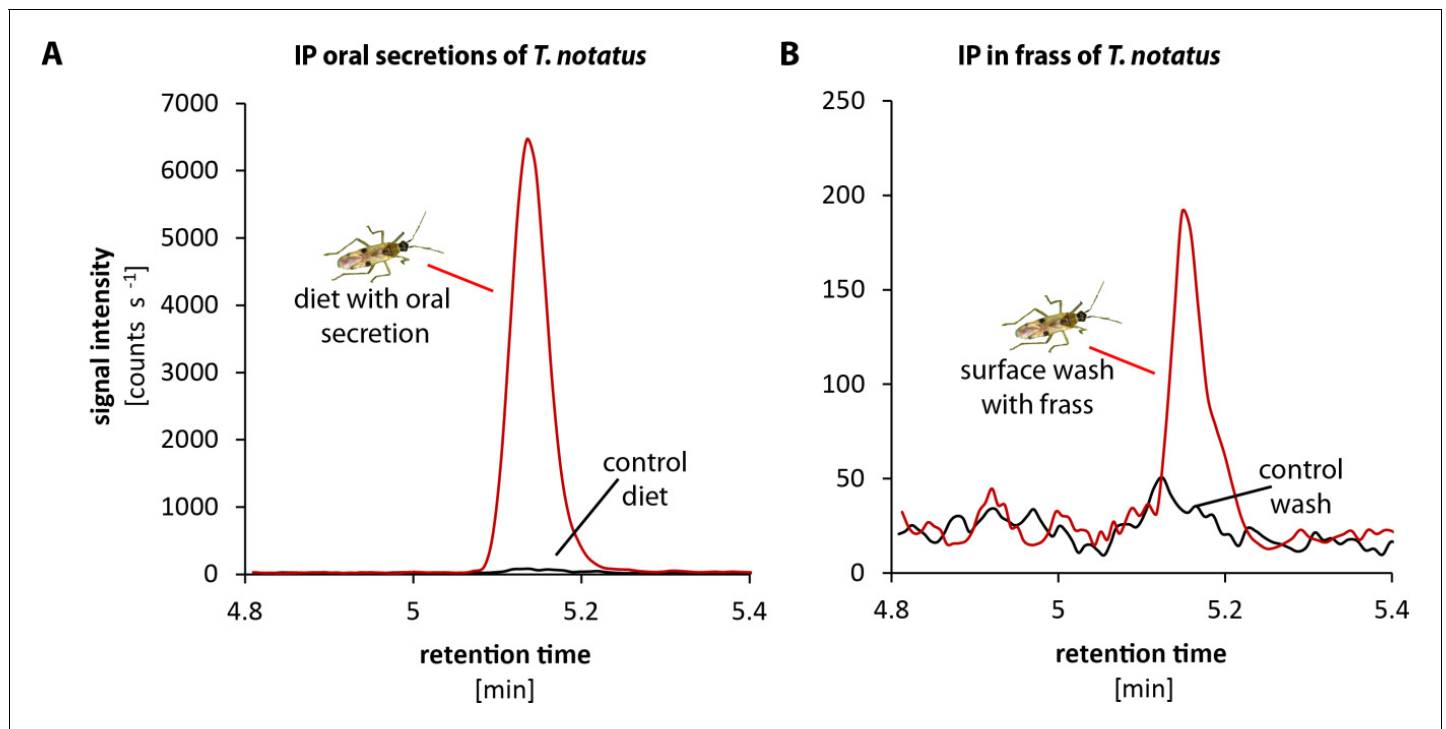 A
IP oral secretions of T. notatus
7000
6000
5000
4000
3000
2000
1000
0
signal intensity
[counts s -1]
diet with oral
secretion
control
diet
4.8
5
5.2
5.4
retention time
[min]
B
IP in frass of T. notatus
250
200
150
100
50
0
surface wash
with frass
control
wash
4.8
5
5.2
5.4
retention time
[min]